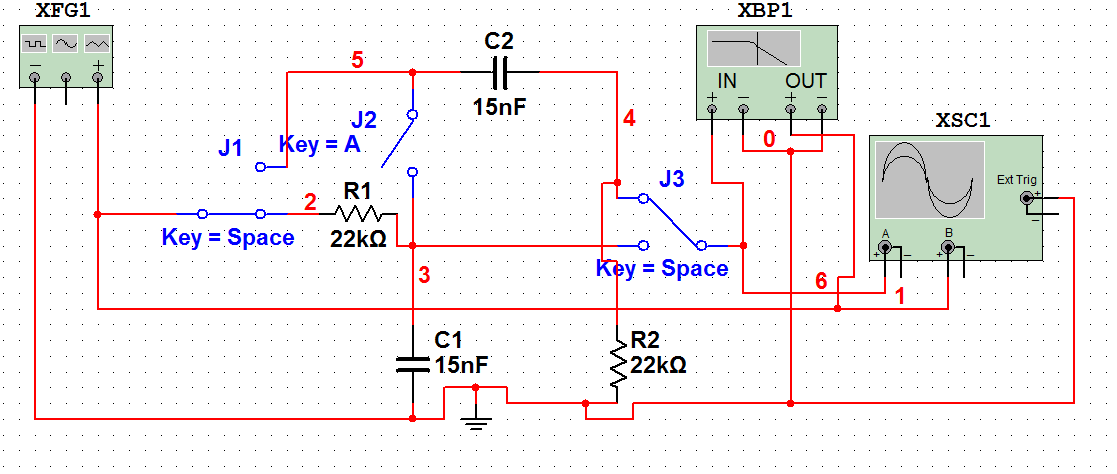 XFG1
XBP1
C2
5
15nF
IN OUT
+ − + −
J2
4
0
XSC1
J1
Key = A
Ext Trig
J3
2
R1
A
B
Key = Space
22kΩ
3
Key = Space
6
1
C1
15nF
R2
22kΩ